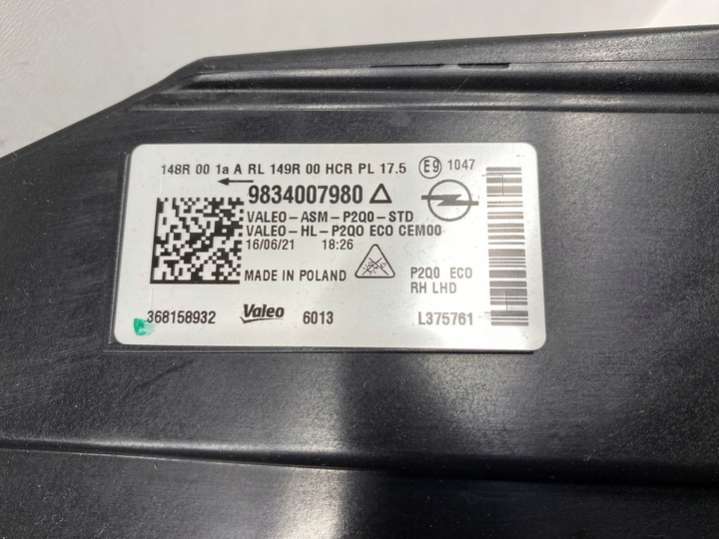 148R 00 1a A RL 149R 00 HCR PL 17.5 E9 1047
9834007980
VALEO-ASM-P2Q0-STD
VALEO-HL-P2Q0 ECO CEM00
16/06/21 18:26
MADE IN POLAND
P2Q0 ECO
RH LHD
368158932 Valeo 6013 L375761